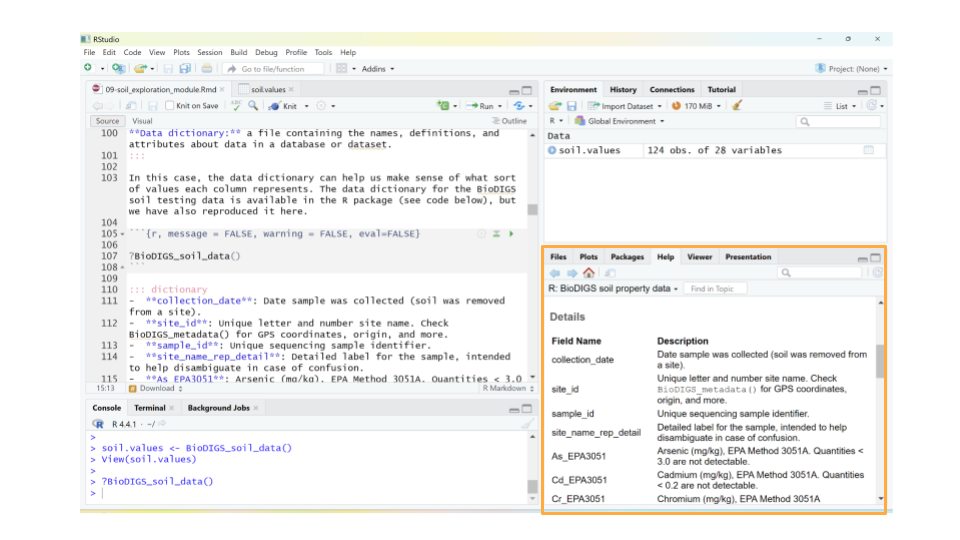 RStudio
File Edit Code View Plots Session Build Debug Profile Tools Help
Go to file/function Addins Project: (None)
09-soil_exploration_module.Rmd soil.values
Knit on Save ABC Knit Run
Source Visual Outline
100 **Data dictionary:** a file containing the names, definitions, and
attributes about data in a database or dataset.
101 :::
102
103 In this case, the data dictionary can help us make sense of what sort
of values each column represents. The data dictionary for the BioDIGS
soil testing data is available in the R package (see code below), but
we have also reproduced it here.
104
105 ```{r, message = FALSE, warning = FALSE, eval=FALSE}
106
107 ?BioDIGS_soil_data()
108 ```
109
110 ::: dictionary
111 - **collection_date**: Date sample was collected (soil was removed
from a site).
112 - **site_id**: Unique letter and number site name. Check
BioDIGS_metadata() for GPS coordinates, origin, and more.
113 - **sample_id**: Unique sequencing sample identifier.
114 - **site_name_rep_detail**: Detailed label for the sample, intended
to help disambiguate in case of confusion.
115 - **As_EPA3051**: Arsenic (mg/kg), EPA Method 3051A. Quantities < 3.0
15:13 Download R Markdown
Console Terminal Background Jobs
R 4.4.1 · ~/
>
> soil.values <- BioDIGS_soil_data()
> View(soil.values)
>
> ?BioDIGS_soil_data()
>
Environment History Connections Tutorial
Import Dataset 170 MiB List
R Global Environment
Data
soil.values 124 obs. of 28 variables
Files Plots Packages Help Viewer Presentation
R: BioDIGS soil property data Find in Topic
Details
Field Name Description
collection_date Date sample was collected (soil was removed from
a site).
site_id Unique letter and number site name. Check
BioDIGS_metadata() for GPS coordinates,
origin, and more.
sample_id Unique sequencing sample identifier.
site_name_rep_detail Detailed label for the sample, intended to help
disambiguate in case of confusion.
As_EPA3051 Arsenic (mg/kg), EPA Method 3051A. Quantities <
3.0 are not detectable.
Cd_EPA3051 Cadmium (mg/kg), EPA Method 3051A. Quantities
< 0.2 are not detectable.
Cr_EPA3051 Chromium (mg/kg), EPA Method 3051A